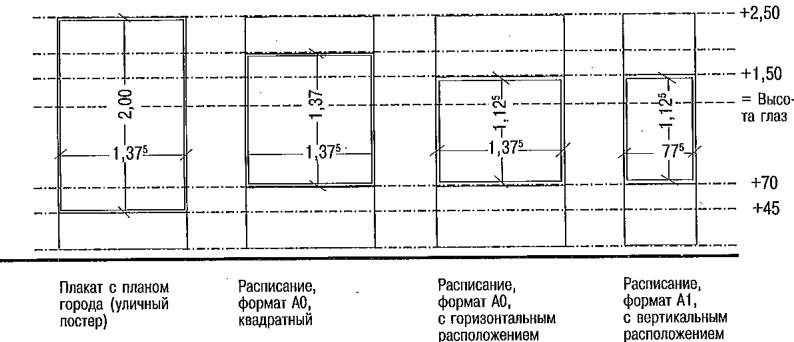 +2,50
+1,50
= Высо-
та глаз
+70
+45
2,00
1,37⁵
1,37
1,37⁵
1,12⁵
1,37⁵
1,12⁵
77⁵
Плакат с планом
города (уличный
постер)
Расписание,
формат А0,
квадратный
Расписание,
формат А0,
с горизонтальным
расположением
Расписание,
формат А1,
с вертикальным
расположением